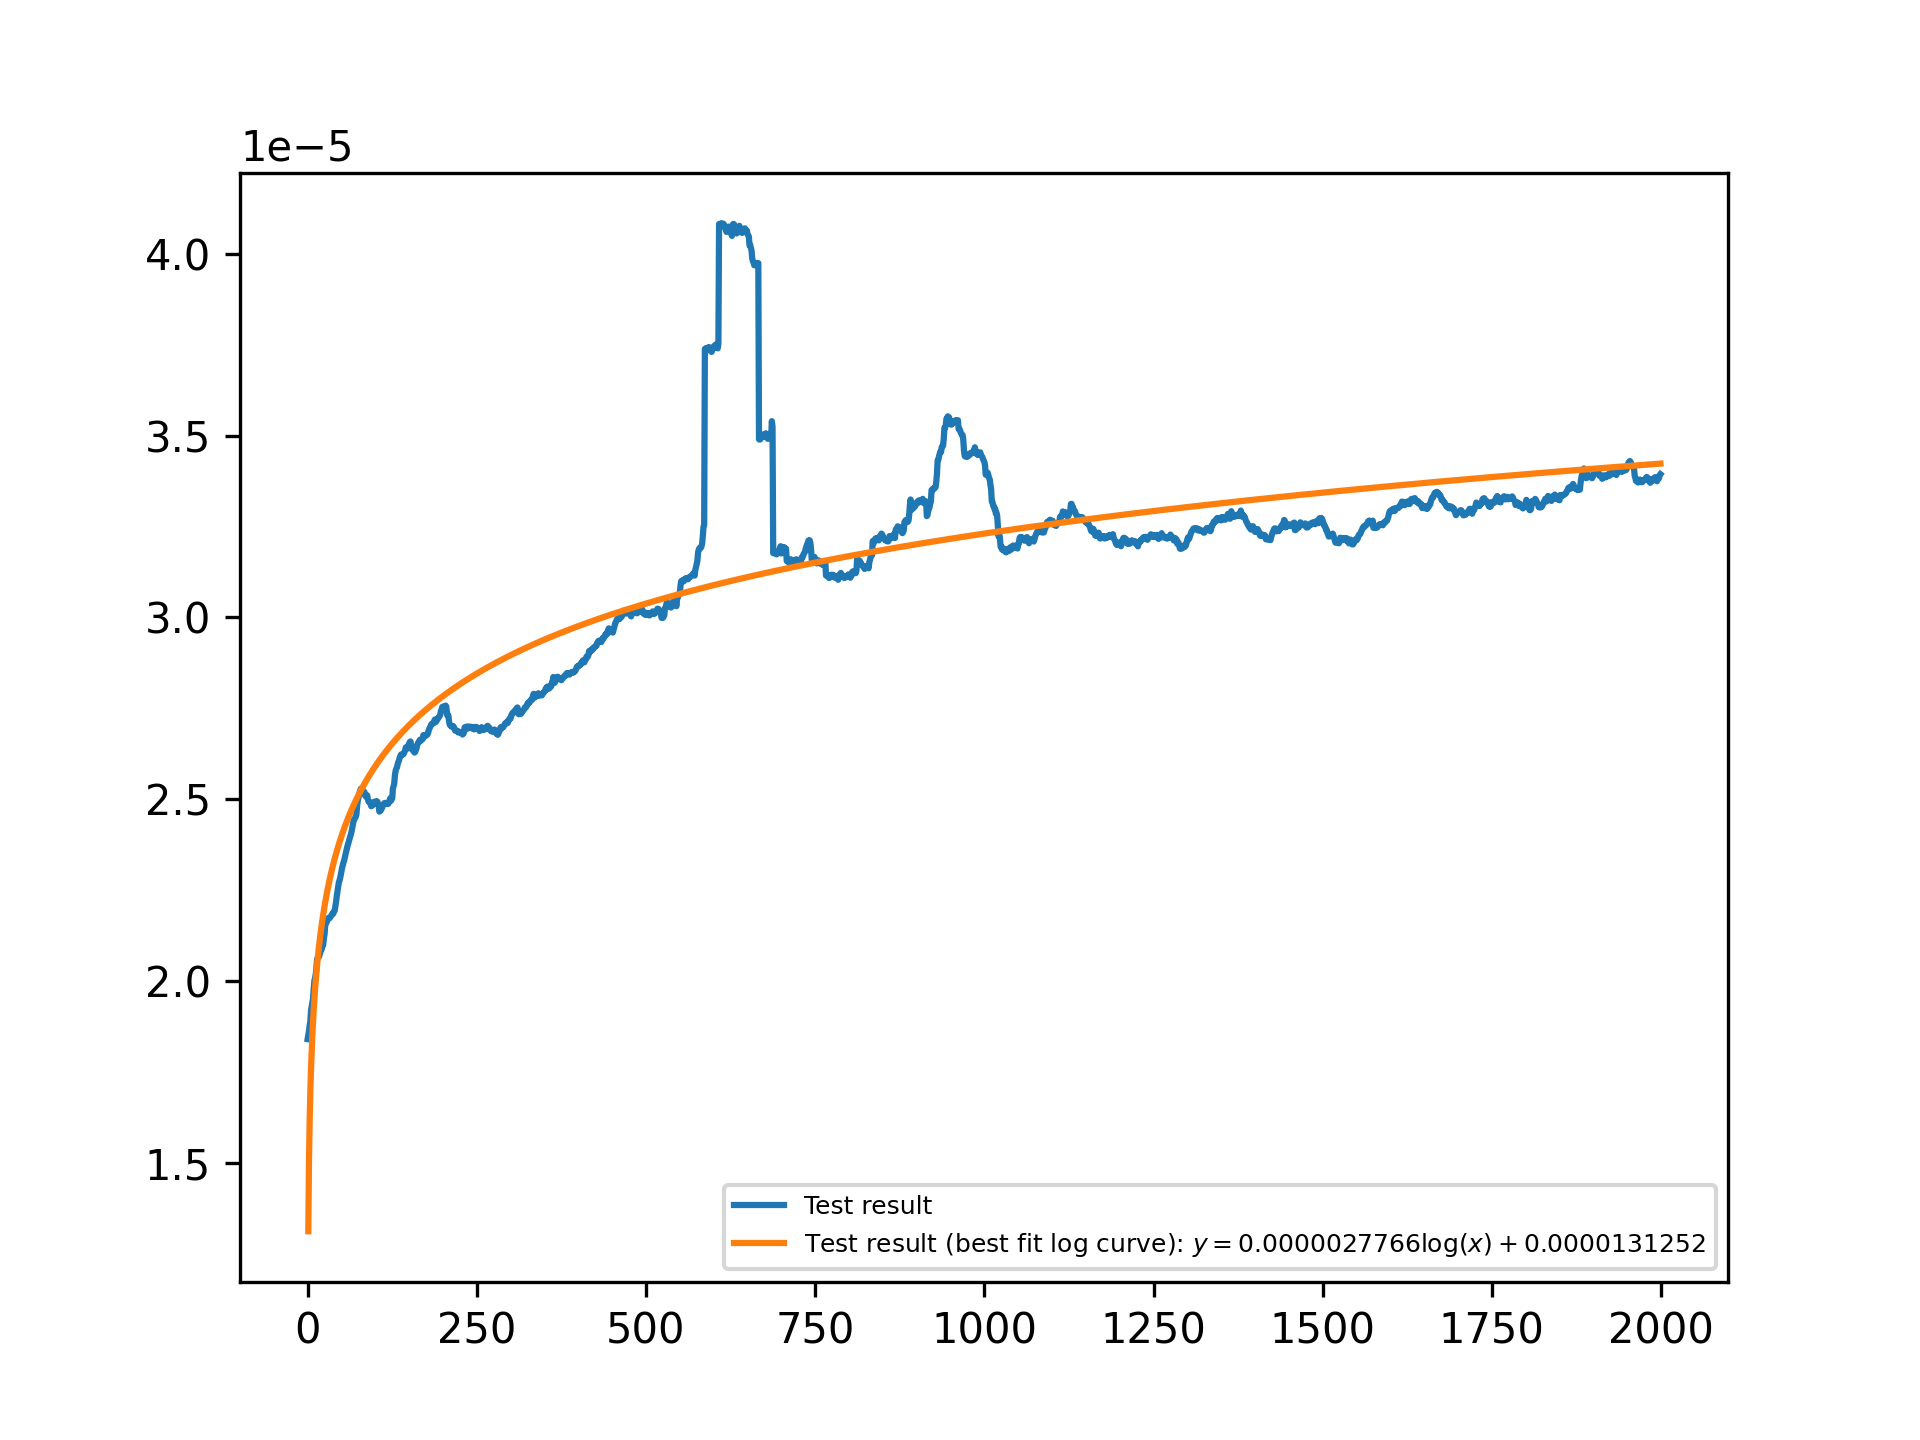 1e−5
4.0
3.5
3.0
2.5
2.0
1.5
0 250 500 750 1000 1250 1500 1750 2000
Test result
Test result (best fit log curve): y = 0.0000027766log(x) + 0.0000131252